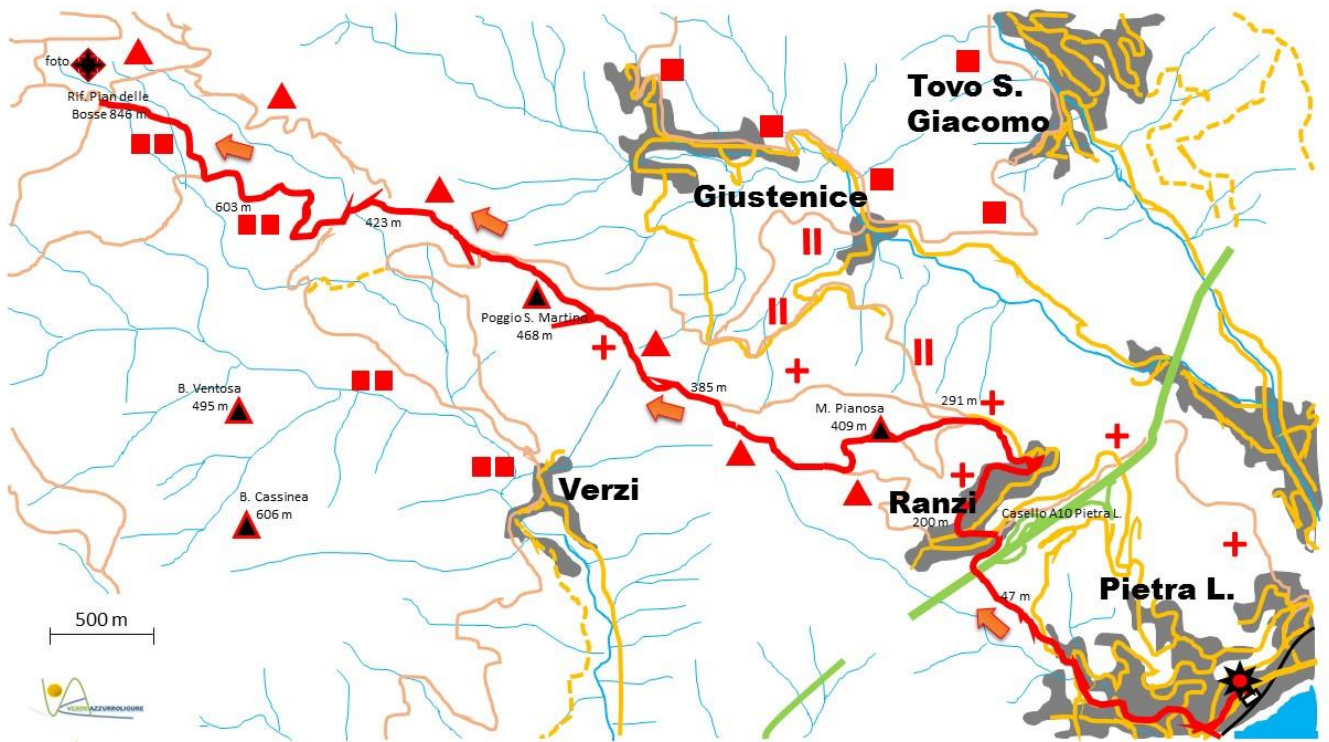 foto
Rif. Pian delle
Bosse 846 m
Tovo S.
Giacomo
Giustenice
603 m
423 m
Poggio S. Martino
468 m
B. Ventosa
495 m
385 m
M. Pianosa
409 m
291 m
Verzi
B. Cassinea
606 m
Ranzi
200 m
Casello A10 Pietra L.
47 m
Pietra L.
500 m
VERDEAZZURROLIGURE